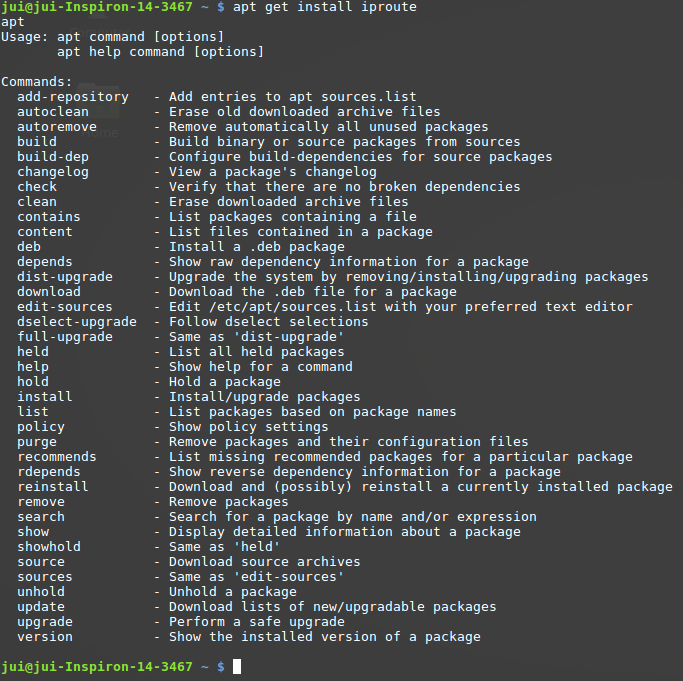 jui@jui-Inspiron-14-3467 ~ $ apt get install iproute
apt
Usage: apt command [options]
       apt help command [options]

Commands:
  add-repository   - Add entries to apt sources.list
  autoclean        - Erase old downloaded archive files
  autoremove       - Remove automatically all unused packages
  build            - Build binary or source packages from sources
  build-dep        - Configure build-dependencies for source packages
  changelog        - View a package's changelog
  check            - Verify that there are no broken dependencies
  clean            - Erase downloaded archive files
  contains         - List packages containing a file
  content          - List files contained in a package
  deb              - Install a .deb package
  depends          - Show raw dependency information for a package
  dist-upgrade     - Upgrade the system by removing/installing/upgrading packages
  download         - Download the .deb file for a package
  edit-sources     - Edit /etc/apt/sources.list with your preferred text editor
  dselect-upgrade  - Follow dselect selections
  full-upgrade     - Same as 'dist-upgrade'
  held             - List all held packages
  help             - Show help for a command
  hold             - Hold a package
  install          - Install/upgrade packages
  list             - List packages based on package names
  policy           - Show policy settings
  purge            - Remove packages and their configuration files
  recommends       - List missing recommended packages for a particular package
  rdepends         - Show reverse dependency information for a package
  reinstall        - Download and (possibly) reinstall a currently installed package
  remove           - Remove packages
  search           - Search for a package by name and/or expression
  show             - Display detailed information about a package
  showhold         - Same as 'held'
  source           - Download source archives
  sources          - Same as 'edit-sources'
  unhold           - Unhold a package
  update           - Download lists of new/upgradable packages
  upgrade          - Perform a safe upgrade
  version          - Show the installed version of a package

jui@jui-Inspiron-14-3467 ~ $